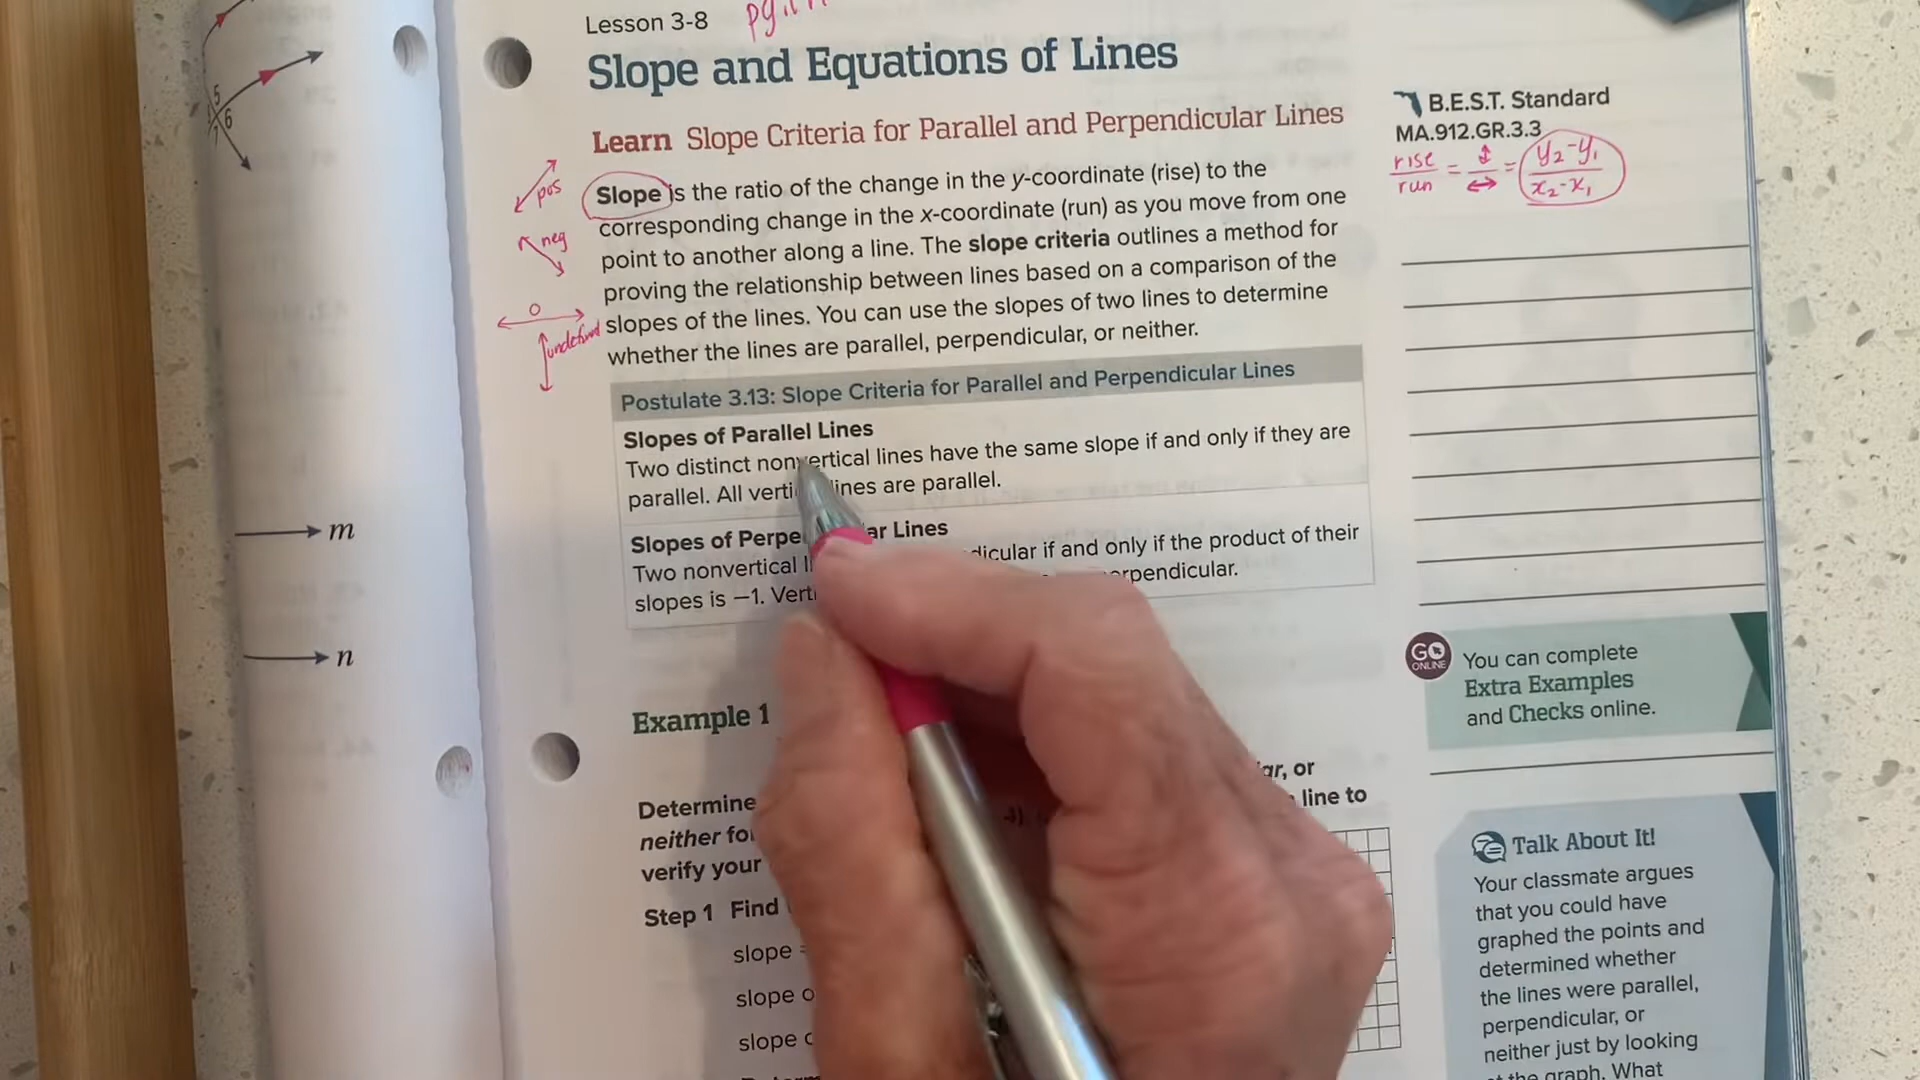 Lesson 3-8
Slope and Equations of Lines
Learn Slope Criteria for Parallel and Perpendicular Lines
Slope is the ratio of the change in the y-coordinate (rise) to the
corresponding change in the x-coordinate (run) as you move from one
point to another along a line. The slope criteria outlines a method for
proving the relationship between lines based on a comparison of the
slopes of the lines. You can use the slopes of two lines to determine
whether the lines are parallel, perpendicular, or neither.
pos
neg
0
undefined
Postulate 3.13: Slope Criteria for Parallel and Perpendicular Lines
Slopes of Parallel Lines
Two distinct nonvertical lines have the same slope if and only if they are
parallel. All lines are parallel.
Slopes of Lines
Two nonvertical if and only if the product of their
slopes is −1.
Example 1
Determine or
neither line to
verify your
Step 1 Find
slope =
slope
slope
5
6
m
n
B.E.S.T. Standard
MA.912.GR.3.3
rise/run = ↕/↔ = y₂-y₁/x₂-x₁
GO
ONLINE
You can complete
Extra Examples
and Checks online.
Talk About It!
Your classmate argues
that you could have
graphed the points and
determined whether
the lines were parallel,
perpendicular, or
neither just by looking
the graph. What